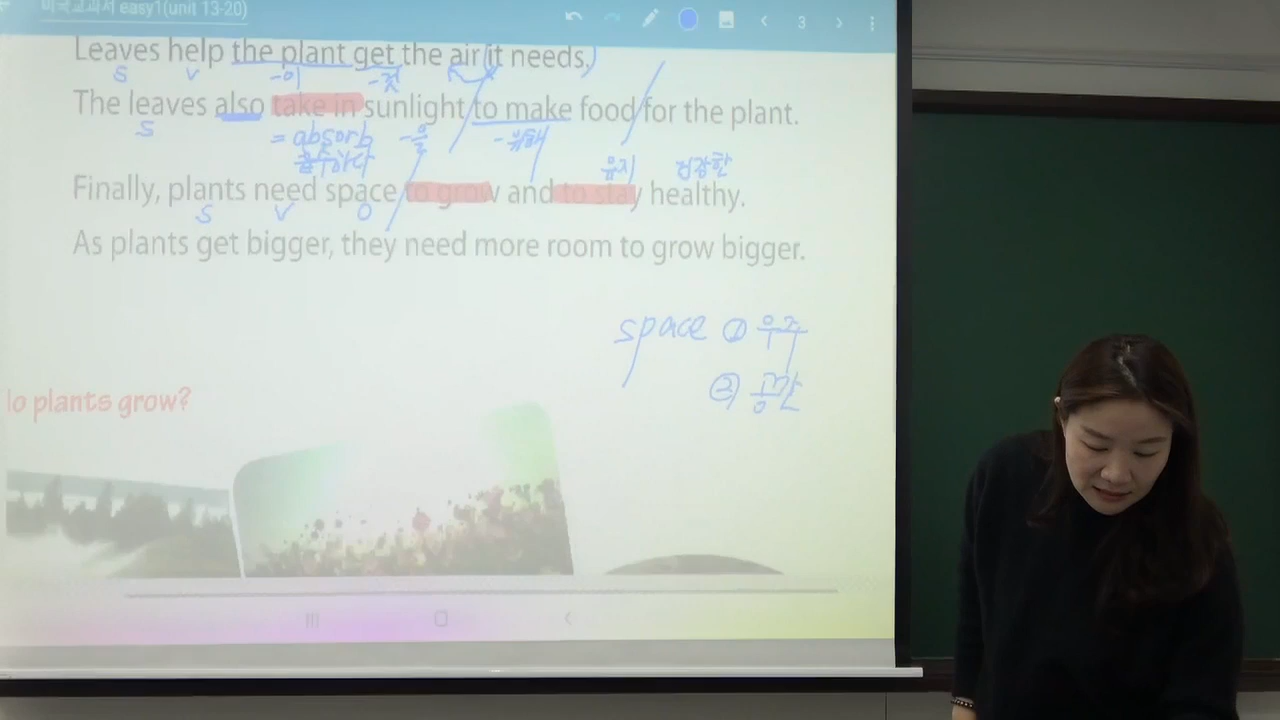 미국교과서 easy1(unit 13-20)
3
Leaves help the plant get the air (it needs.)
S V -이 -것
The leaves also take in sunlight to make food for the plant.
S = absorb -을 -위해
흡수하다 유지 건강한
Finally, plants need space to grow and to stay healthy.
S V O
As plants get bigger, they need more room to grow bigger.
space ① 우주
② 공간
do plants grow?